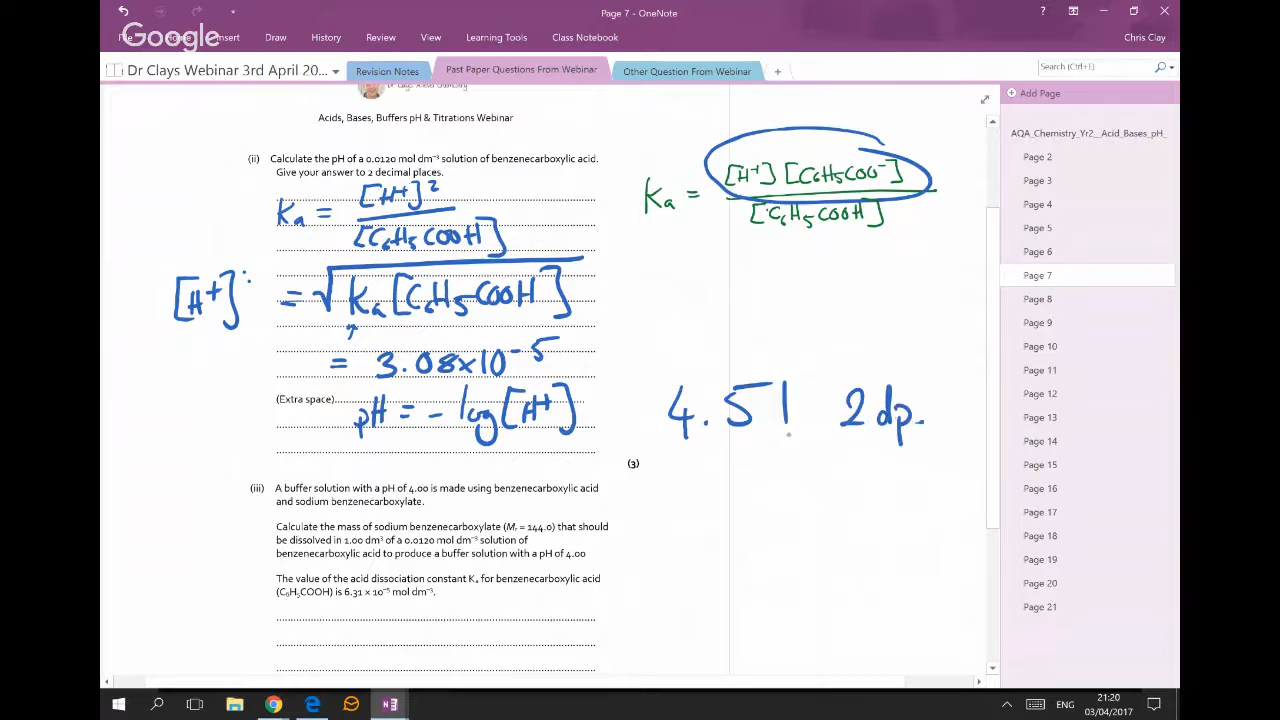 Page 7 - OneNote
Google
Insert Draw History Review View Learning Tools Class Notebook Chris Clay
Dr Clays Webinar 3rd April 20... Revision Notes Past Paper Questions From Webinar Other Question From Webinar + Search (Ctrl+E)
Add Page
Acids, Bases, Buffers pH & Titrations Webinar
(ii) Calculate the pH of a 0.0120 mol dm⁻³ solution of benzenecarboxylic acid.
Give your answer to 2 decimal places.
Ka = [H+]²
[C6H5COOH]
[H+] = √Ka[C6H5COOH]
= 3.08×10⁻⁵
(Extra space)
pH = -log[H+]
Ka = [H+][C6H5COO⁻]
[C6H5COOH]
4.51 2dp.
(3)
(iii) A buffer solution with a pH of 4.00 is made using benzenecarboxylic acid
and sodium benzenecarboxylate.
Calculate the mass of sodium benzenecarboxylate (Mr = 144.0) that should
be dissolved in 1.00 dm³ of a 0.0120 mol dm⁻³ solution of
benzenecarboxylic acid to produce a buffer solution with a pH of 4.00
The value of the acid dissociation constant Ka for benzenecarboxylic acid
(C₆H₅COOH) is 6.31 × 10⁻⁵ mol dm⁻³.
AQA_Chemistry_Yr2__Acid_Bases_pH_
Page 2
Page 3
Page 4
Page 5
Page 6
Page 7
Page 8
Page 9
Page 10
Page 11
Page 12
Page 13
Page 14
Page 15
Page 16
Page 17
Page 18
Page 19
Page 20
Page 21
ENG
21:20
03/04/2017